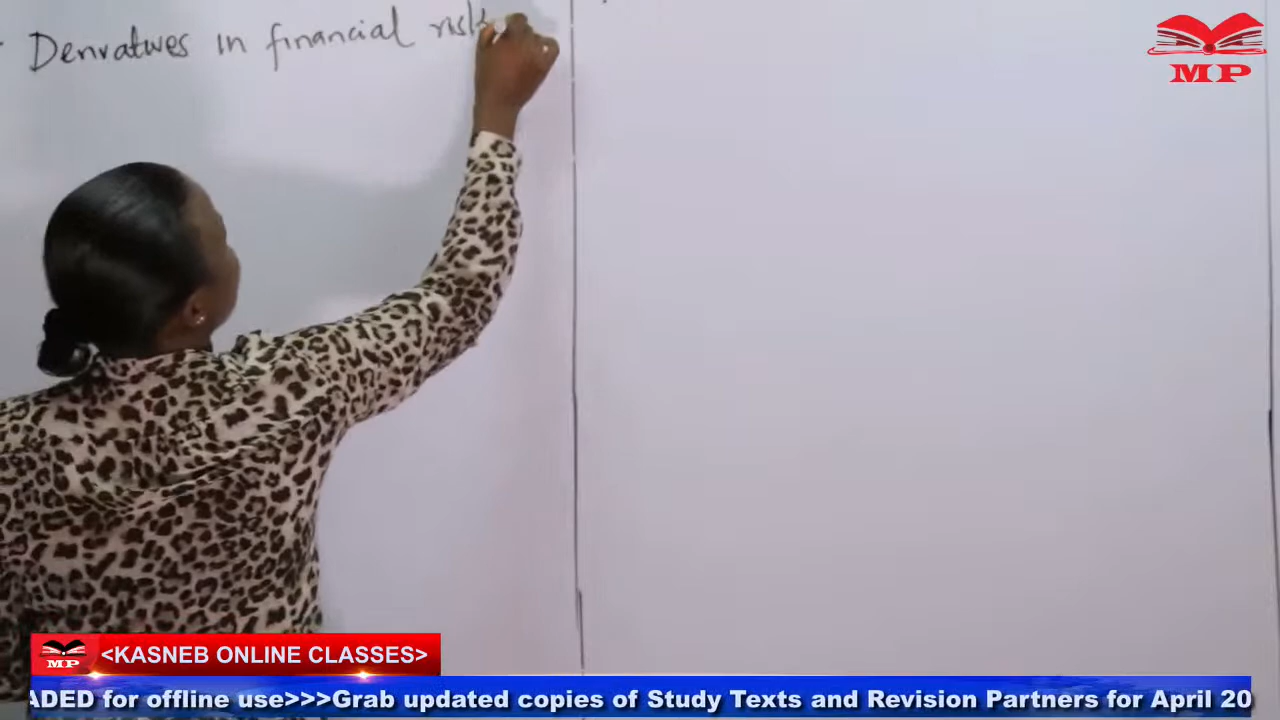 Derivatives in financial risk
MP
MP <KASNEB ONLINE CLASSES>
ADED for offline use>>>Grab updated copies of Study Texts and Revision Partners for April 20